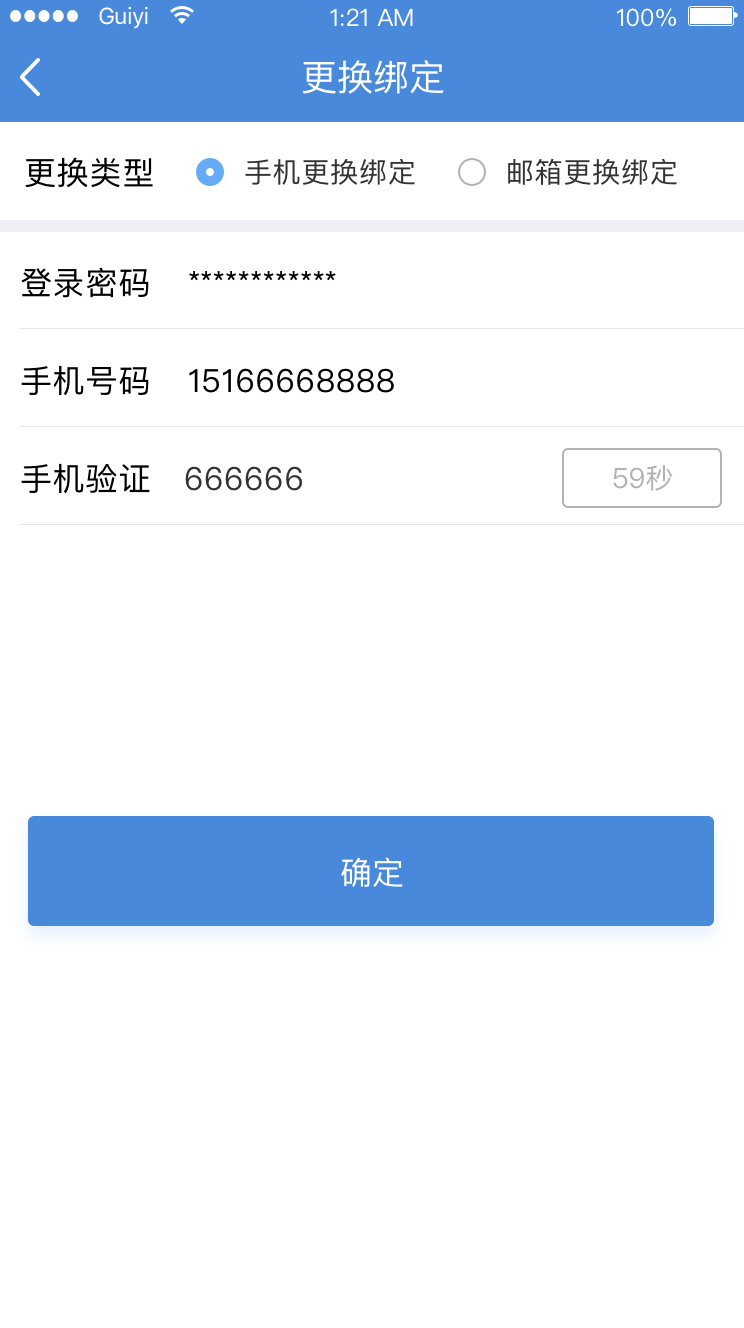 Guiyi 1:21 AM 100%
更换绑定
更换类型 手机更换绑定 邮箱更换绑定
登录密码 ************
手机号码 15166668888
手机验证 666666 59秒
确定